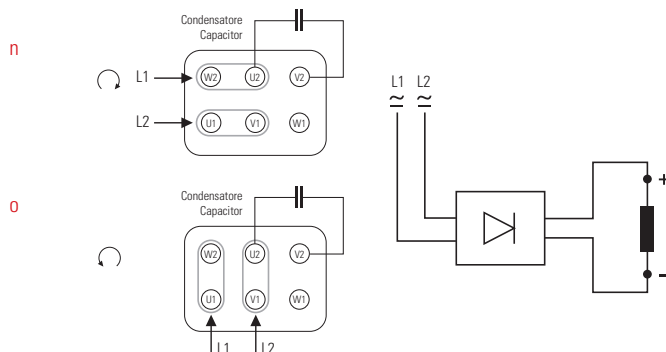 Condensatore
Capacitor
n
L1 W2 U2 V2
L2 U1 V1 W1
L1 L2
≂ ≂
+
−
Condensatore
Capacitor
o
W2 U2 V2
U1 V1 W1
L1 L2